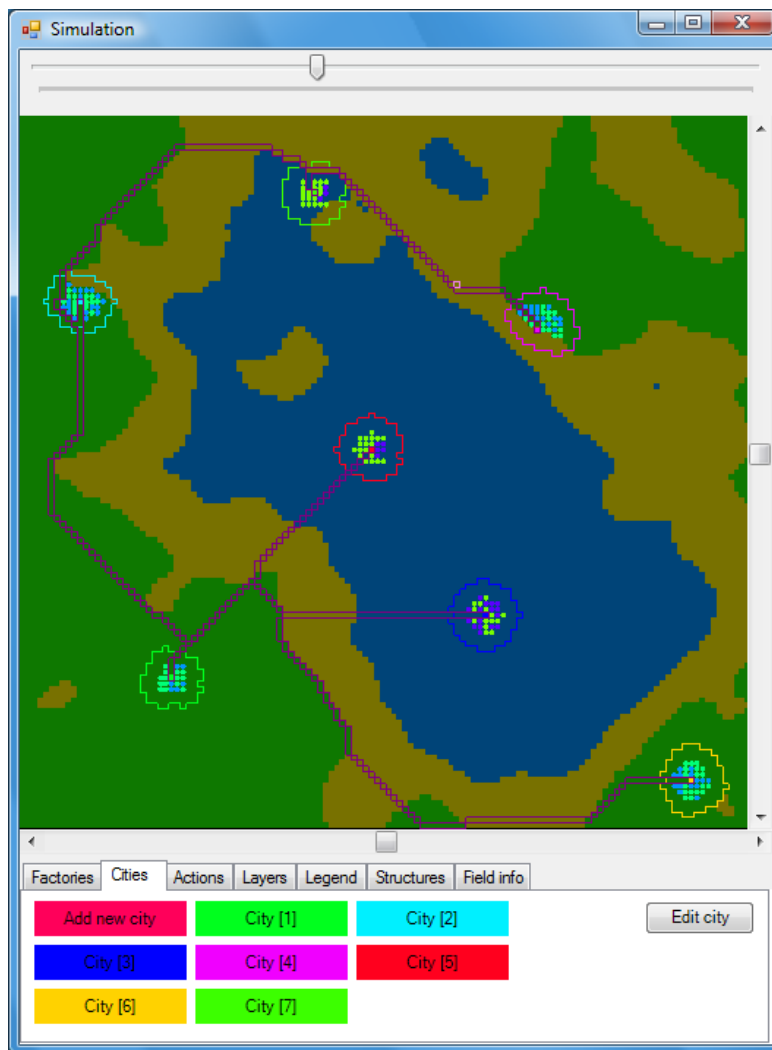 Simulation
Factories Cities Actions Layers Legend Structures Field info
Add new city City [1] City [2] Edit city
City [3] City [4] City [5]
City [6] City [7]